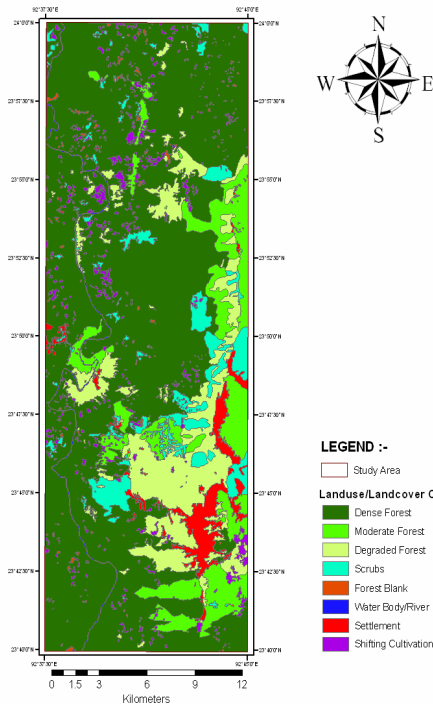 92°37'30"E 92°45'0"E
24°0'0"N 24°0'0"N
N
W E
S
23°57'30"N 23°57'30"N
23°55'0"N 23°55'0"N
23°52'30"N 23°52'30"N
23°50'0"N 23°50'0"N
23°47'30"N 23°47'30"N
23°45'0"N 23°45'0"N
23°42'30"N 23°42'30"N
23°40'0"N 23°40'0"N
92°37'30"E 92°45'0"E
LEGEND :-
Study Area
Landuse/Landcover C
Dense Forest
Moderate Forest
Degraded Forest
Scrubs
Forest Blank
Water Body/River
Settlement
Shifting Cultivation
0 1.5 3 6 9 12
Kilometers